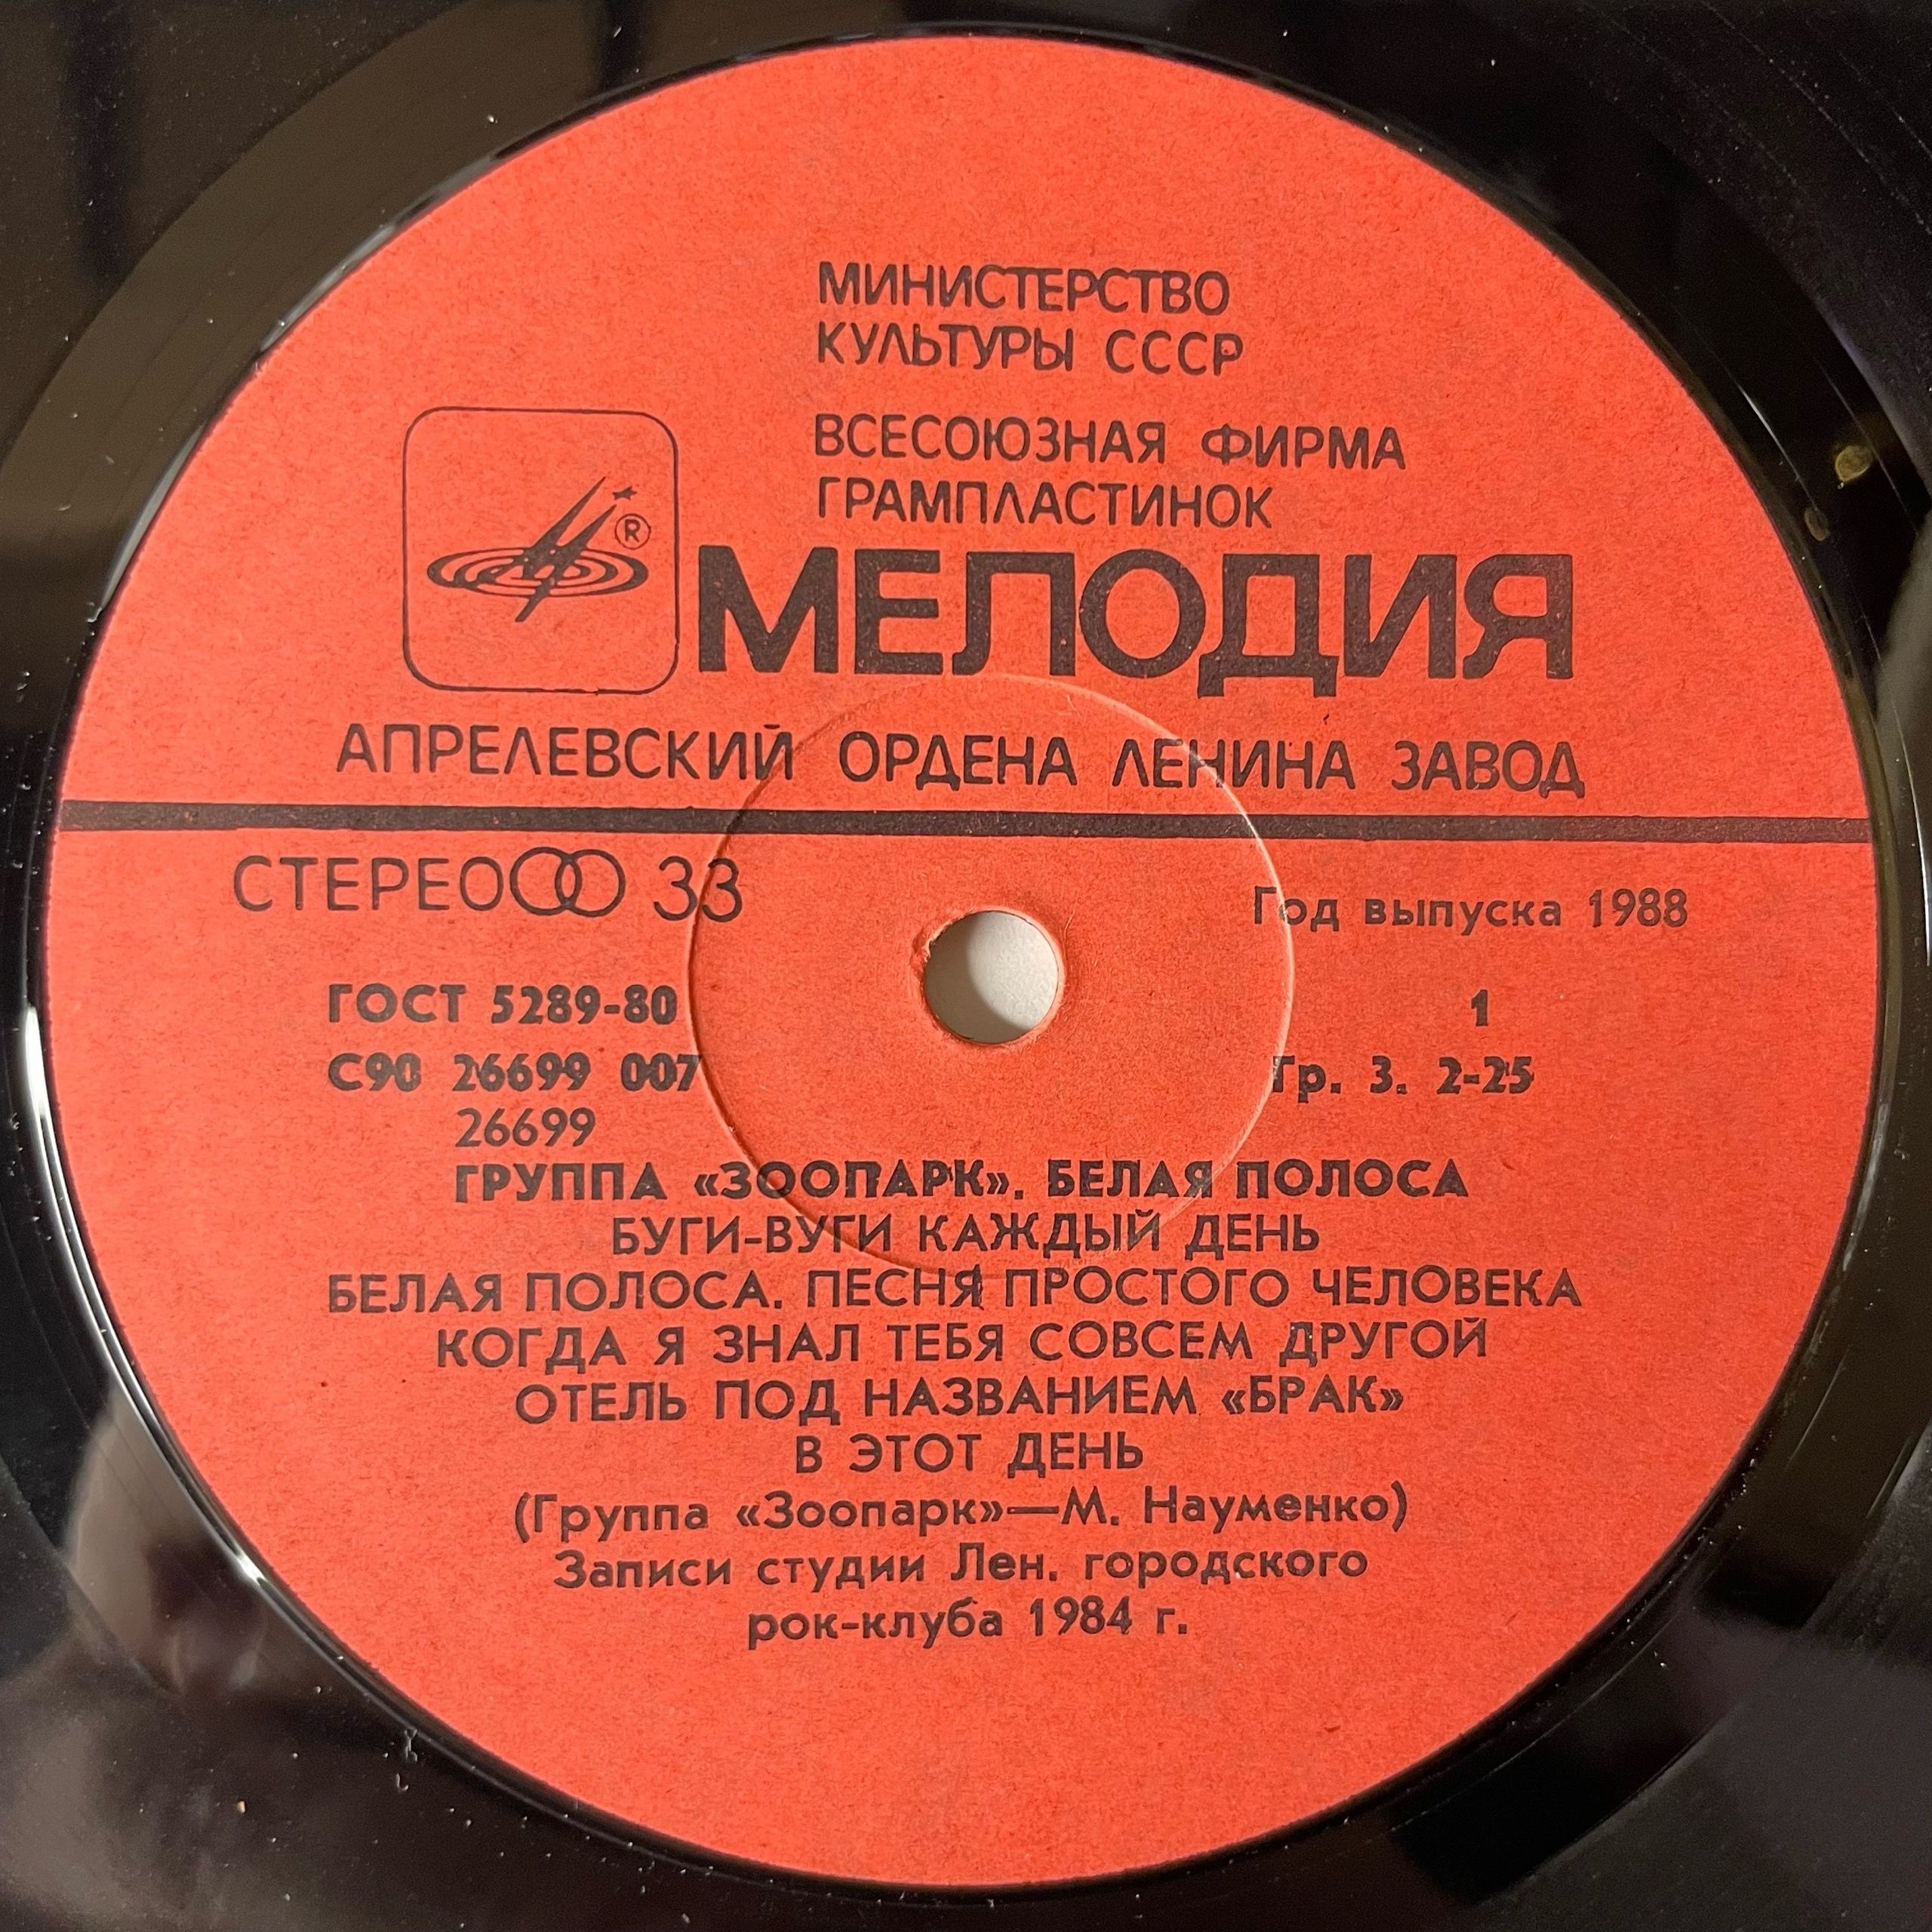 МИНИСТЕРСТВО
КУЛЬТУРЫ СССР
ВСЕСОЮЗНАЯ ФИРМА
ГРАМПЛАСТИНОК
®
МЕЛОДИЯ
АПРЕЛЕВСКИЙ ОРДЕНА ЛЕНИНА ЗАВОД
СТЕРЕО 33
Год выпуска 1988
ГОСТ 5289-80
1
С90 26699 007
Гр. 3. 2-25
26699
ГРУППА «ЗООПАРК». БЕЛАЯ ПОЛОСА
БУГИ-ВУГИ КАЖДЫЙ ДЕНЬ
БЕЛАЯ ПОЛОСА. ПЕСНЯ ПРОСТОГО ЧЕЛОВЕКА
КОГДА Я ЗНАЛ ТЕБЯ СОВСЕМ ДРУГОЙ
ОТЕЛЬ ПОД НАЗВАНИЕМ «БРАК»
В ЭТОТ ДЕНЬ
(Группа «Зоопарк»—М. Науменко)
Записи студии Лен. городского
рок-клуба 1984 г.